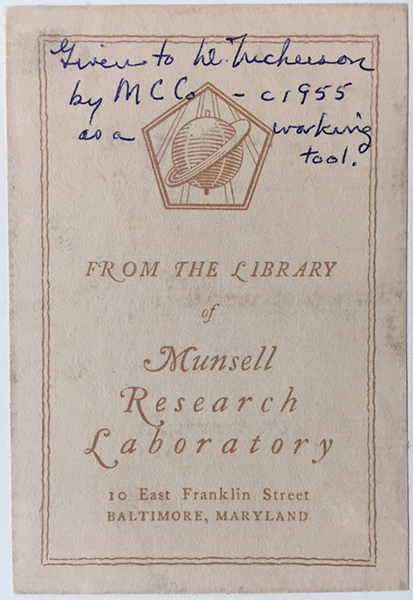 Given to D. Nickerson
by MCCo - c1955
as a working
tool.
FROM THE LIBRARY
of
Munsell
Research
Laboratory
10 East Franklin Street
BALTIMORE, MARYLAND